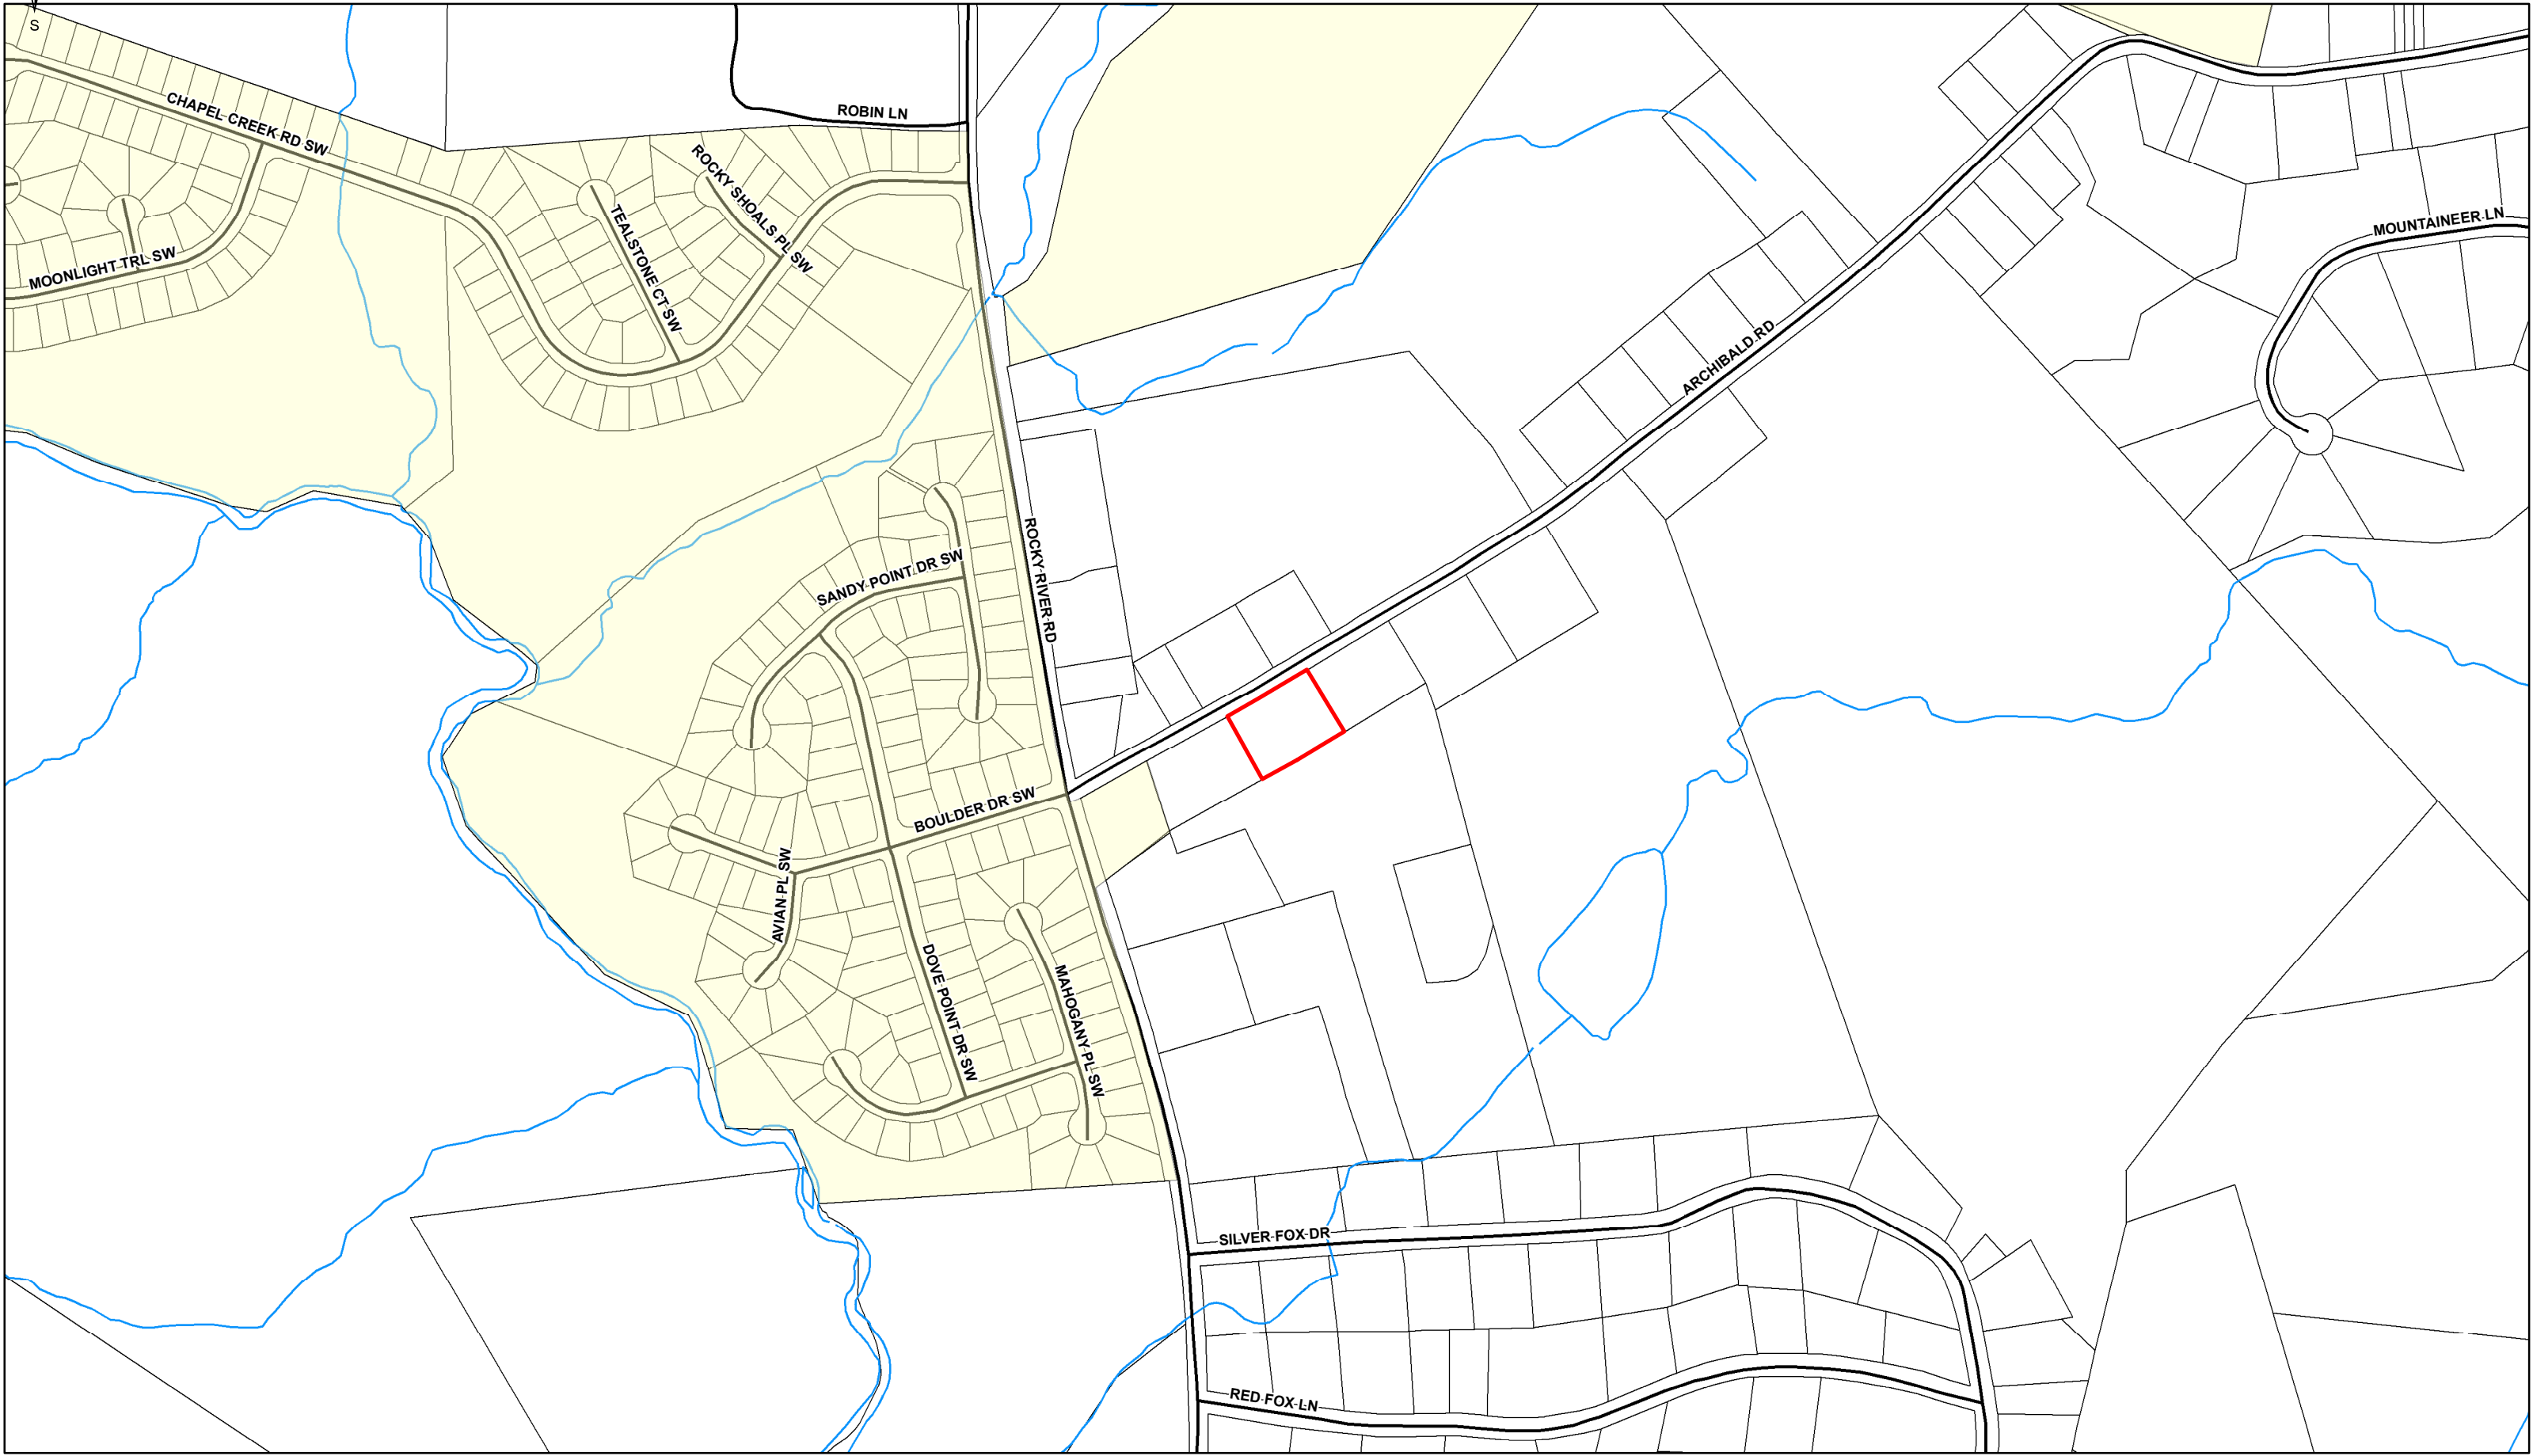 S
CHAPEL CREEK RD SW
ROBIN LN
ROCKY SHOALS PL SW
TEALSTONE CT SW
MOONLIGHT TRL SW
MOUNTAINEER LN
ARCHIBALD RD
ROCKY RIVER RD
SANDY POINT DR SW
BOULDER DR SW
AVIAN PL SW
DOVE POINT DR SW
MAHOGANY PL SW
SILVER FOX DR
RED FOX LN